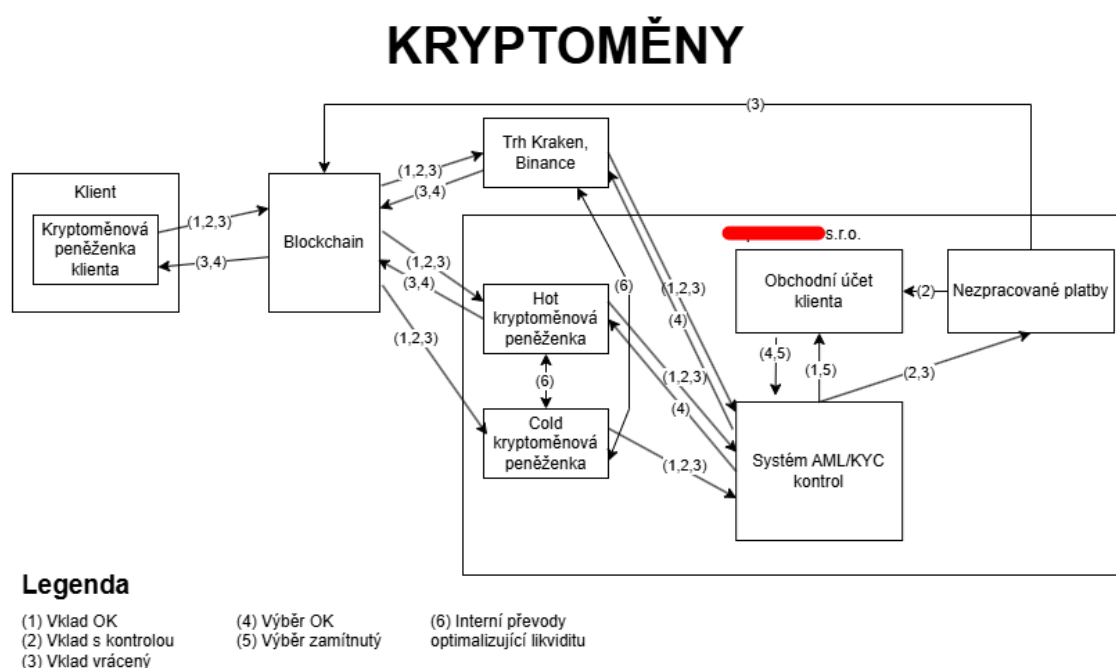 KRYPTOMĚNY
(3)
Trh Kraken,
Binance
(1,2,3)
(3,4)
Klient
Kryptoměnová
peněženka
klienta
(1,2,3)
(3,4)
Blockchain
s.r.o.
(1,2,3)
(3,4)
(1,2,3)
Hot
kryptoměnová
peněženka
(6)
(6)
Cold
kryptoměnová
peněženka
(1,2,3)
(4)
(1,2,3)
(4)
(1,2,3)
Obchodní účet
klienta
(2)
Nezpracované platby
(4,5)
(1,5)
(2,3)
Systém AML/KYC
kontrol
Legenda
(1) Vklad OK
(2) Vklad s kontrolou
(3) Vklad vrácený
(4) Výběr OK
(5) Výběr zamítnutý
(6) Interní převody
optimalizující likviditu